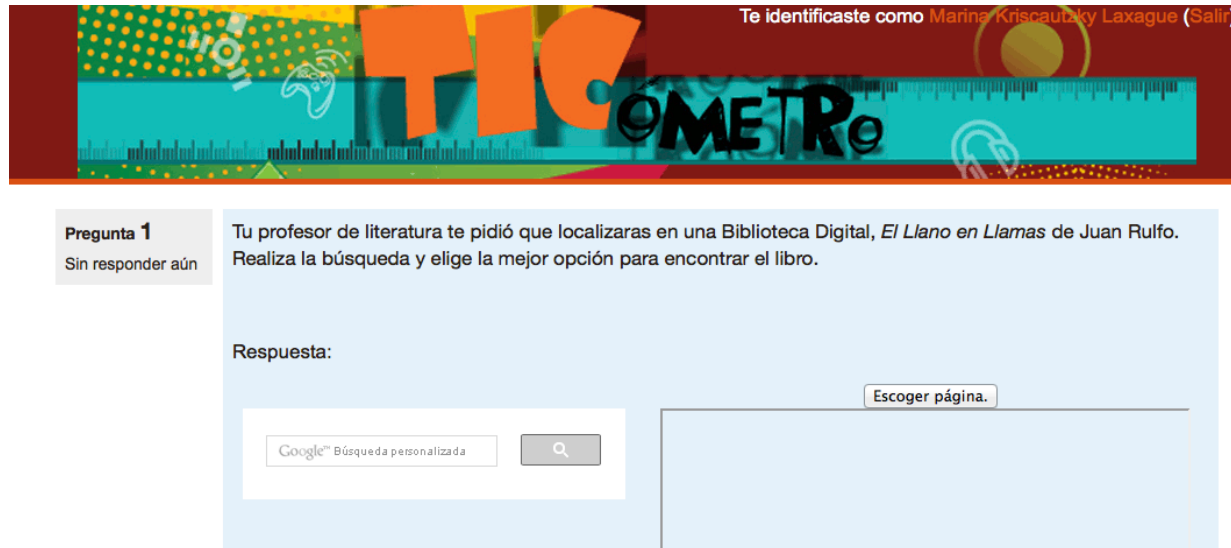 Te identificaste como Marina Kriscautzky Laxague (Salir)
TICÓMETRO
Pregunta 1
Sin responder aún
Tu profesor de literatura te pidió que localizaras en una Biblioteca Digital, El Llano en Llamas de Juan Rulfo.
Realiza la búsqueda y elige la mejor opción para encontrar el libro.
Respuesta:
Escoger página.
Google™ Búsqueda personalizada